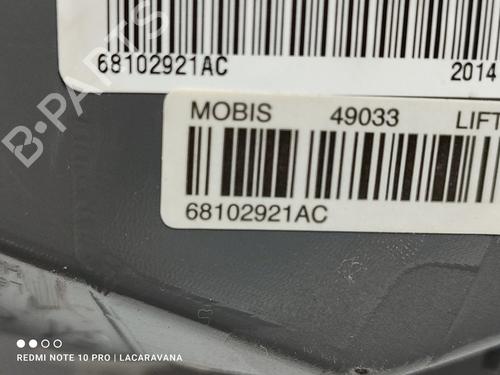 68102921AC 2014
MOBIS 49033 LIFT
68102921AC
B-PARTS
REDMI NOTE 10 PRO | LACARAVANA